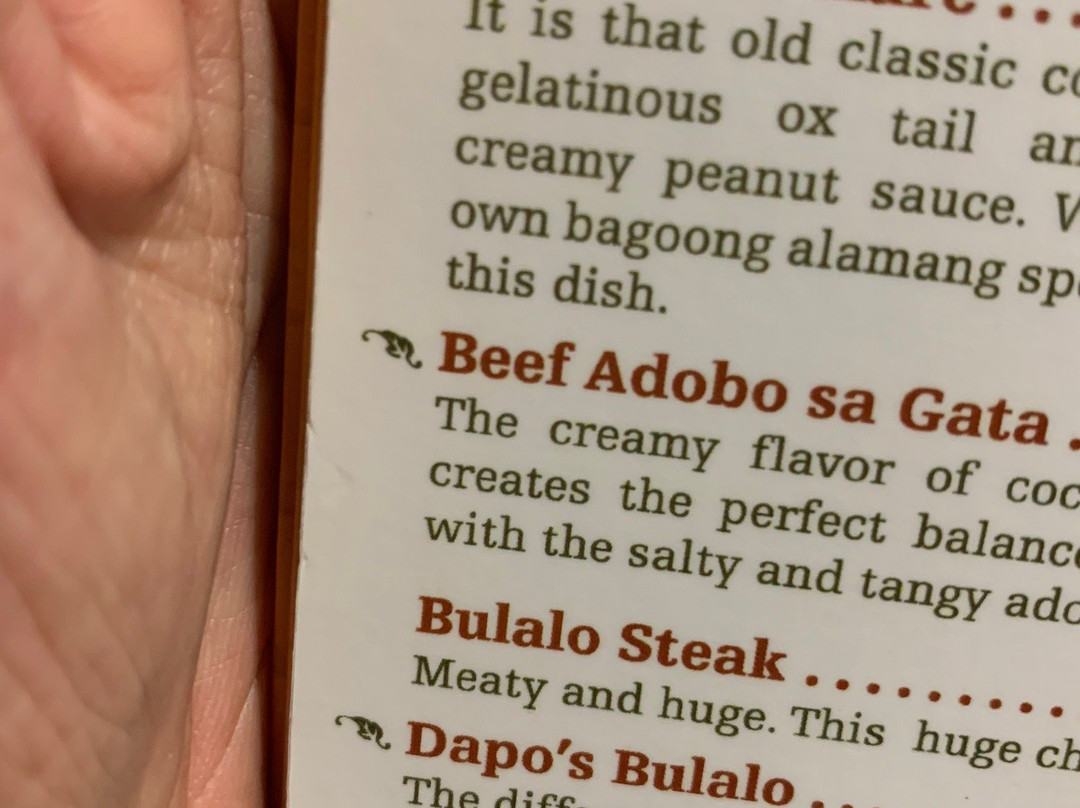 It is that old classic
gelatinous ox tail
creamy peanut sauce.
own bagoong alamang
this dish.
Beef Adobo sa Gata .
The creamy flavor of
creates the perfect
with the salty and tangy
Bulalo Steak .........
Meaty and huge. This huge
Dapo's Bulalo ...
The